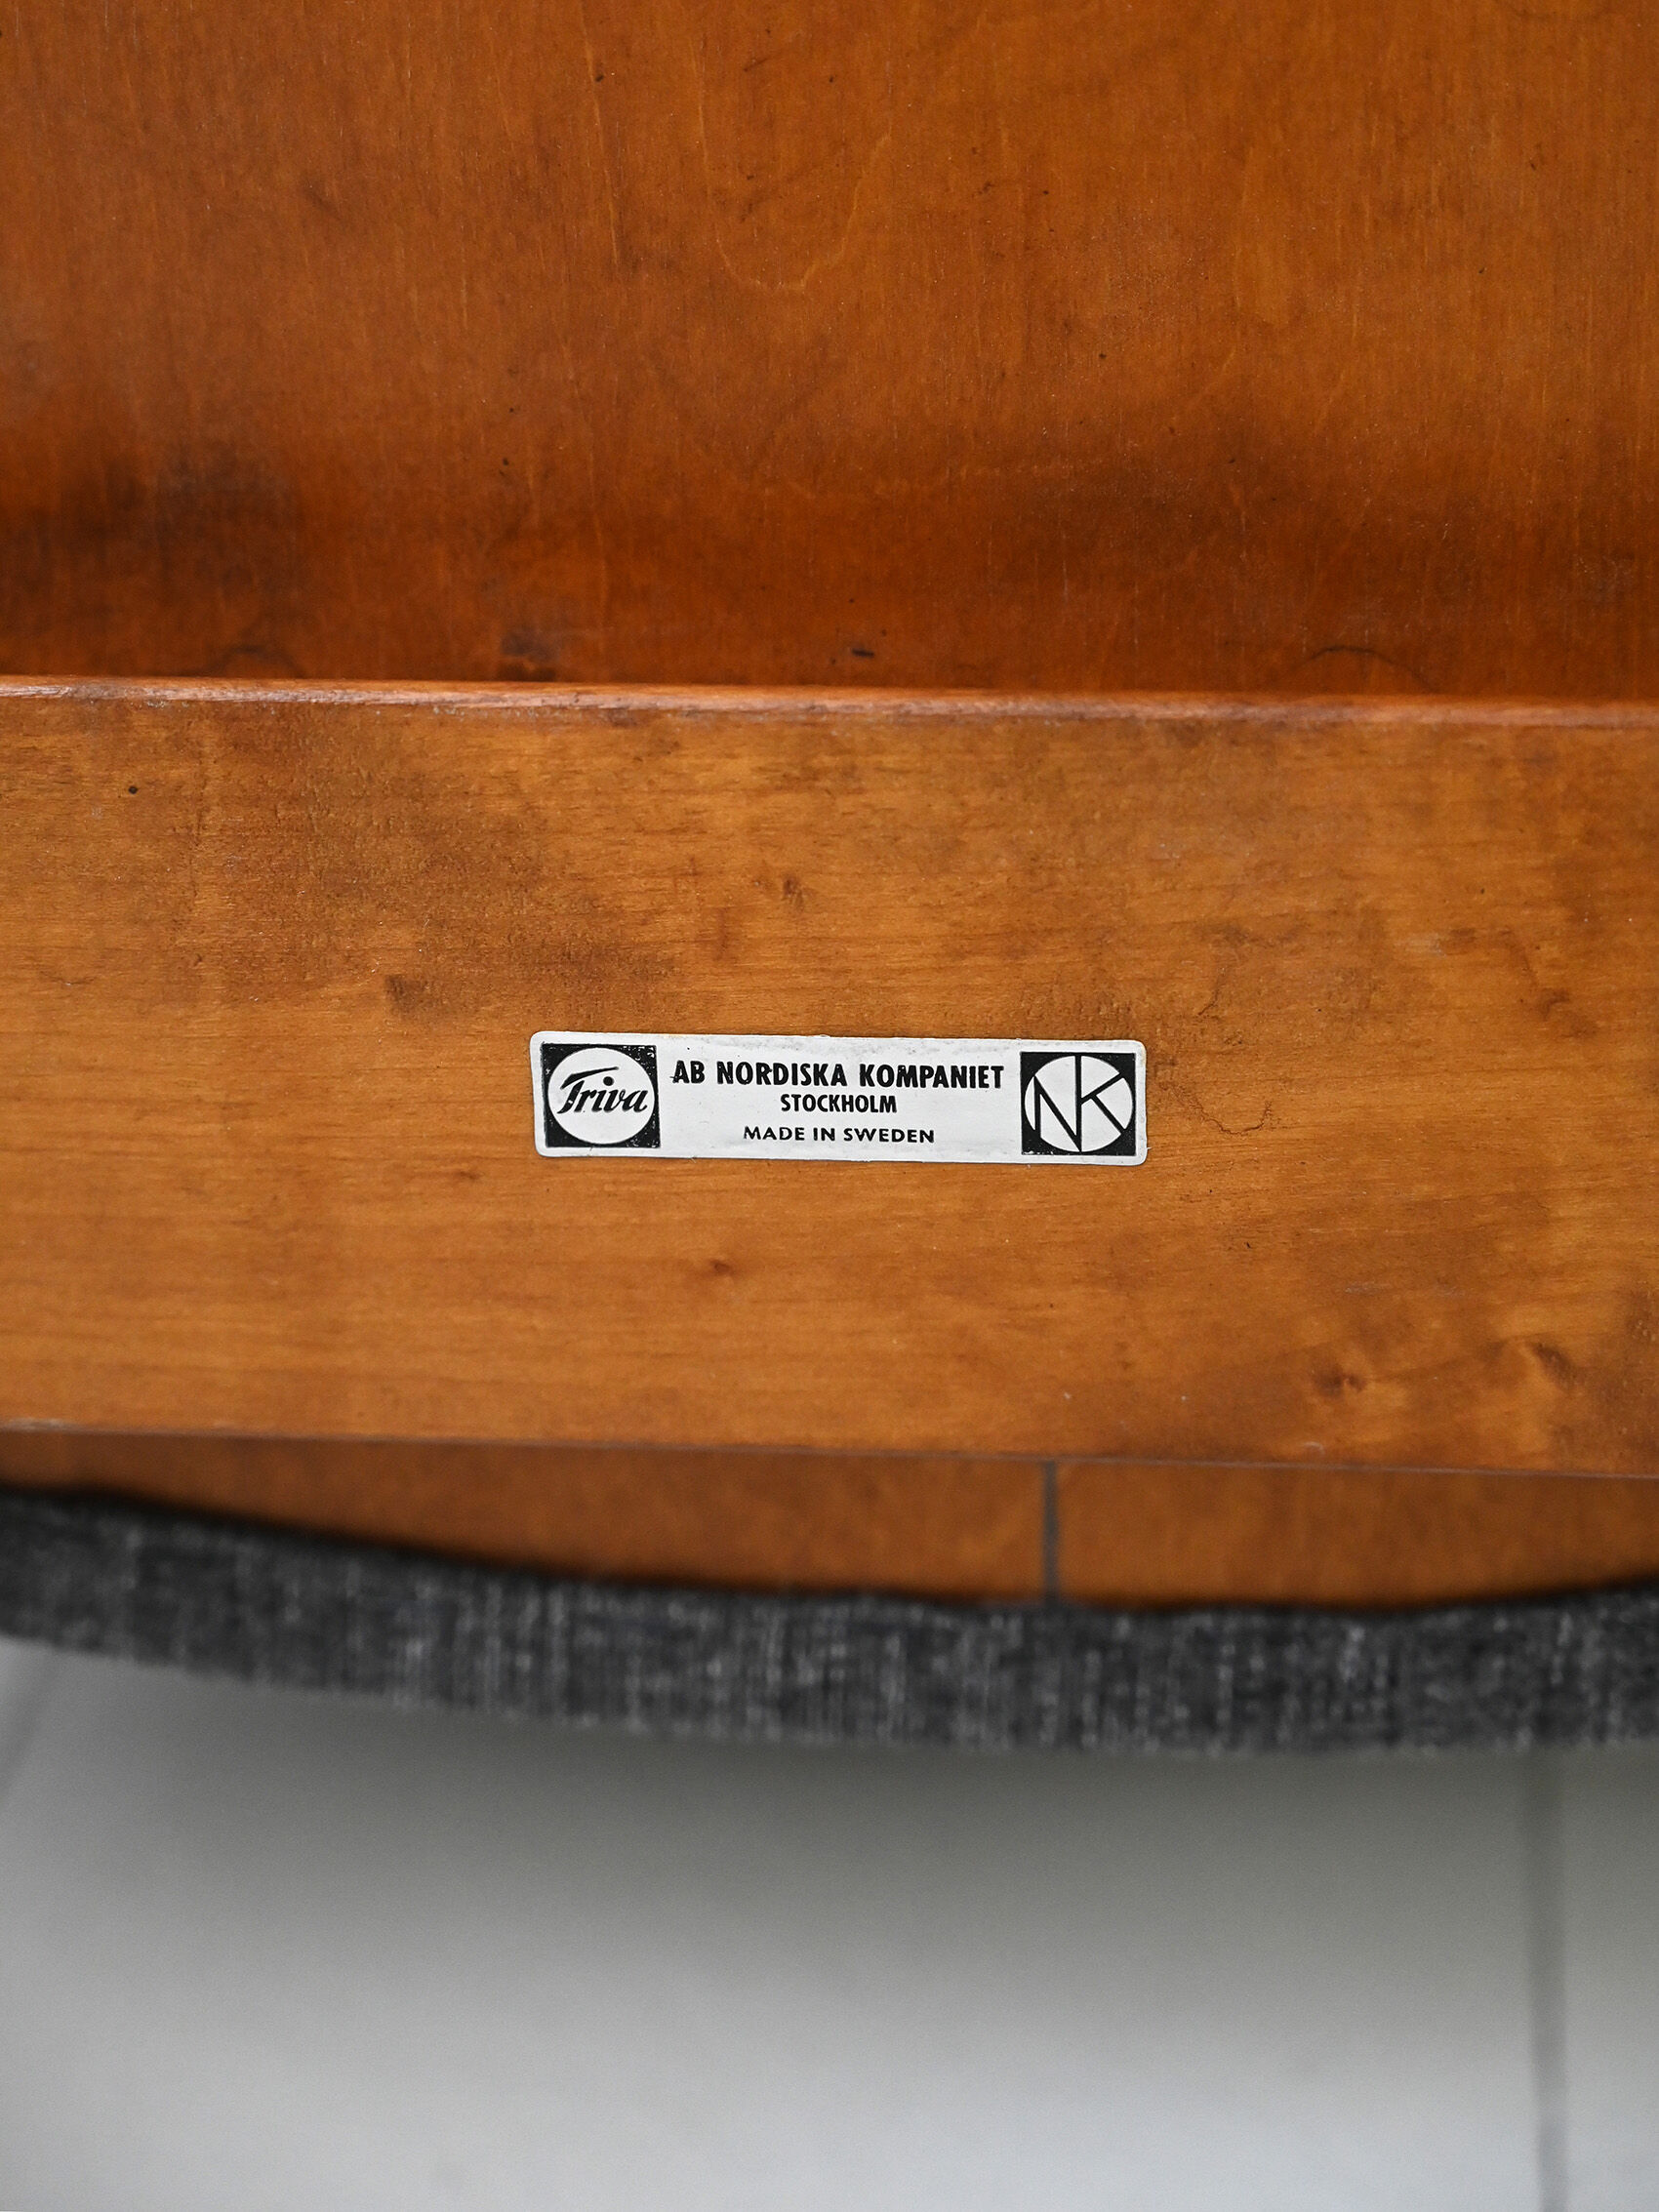 Triva
AB NORDISKA KOMPANIET
STOCKHOLM
MADE IN SWEDEN
NK